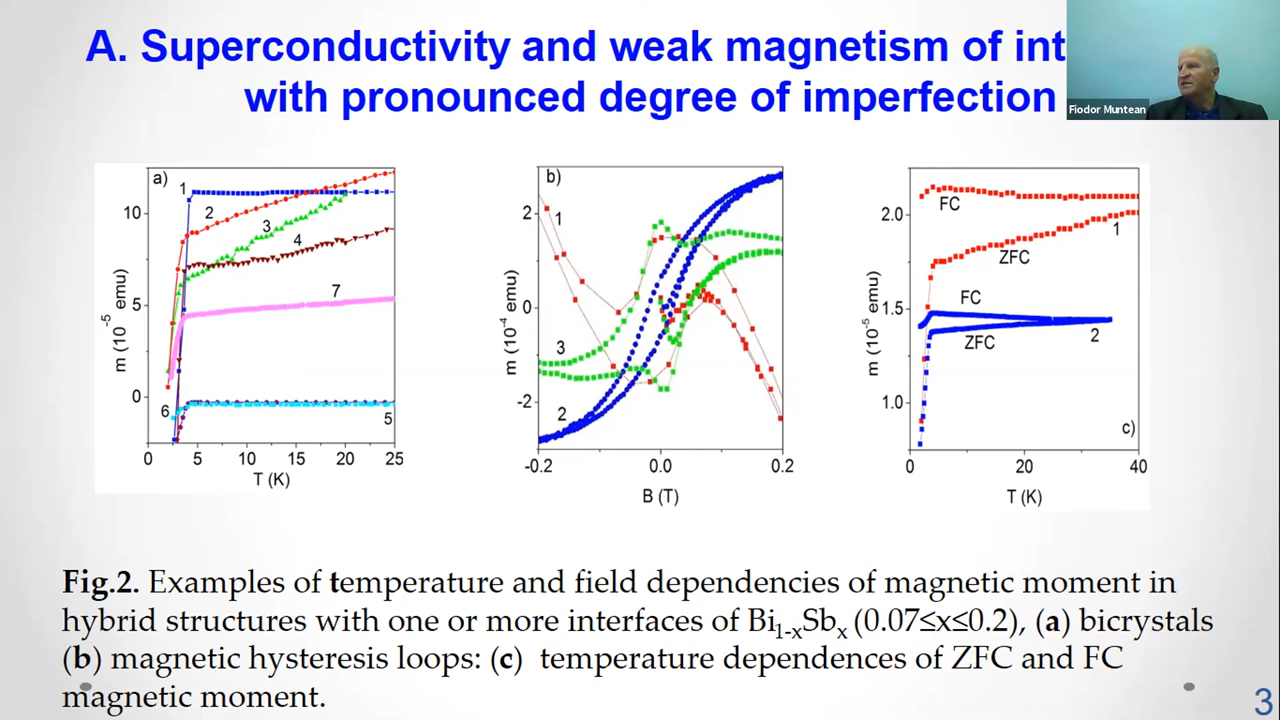 A. Superconductivity and weak magnetism of int
with pronounced degree of imperfection
Fiodor Muntean
a)
1
2
3
4
7
6
5
10
5
0
m (10⁻⁵ emu)
0 5 10 15 20 25
T (K)
b)
1
3
2
2
0
-2
m (10⁻⁴ emu)
-0.2 0.0 0.2
B (T)
FC
1
ZFC
FC
2
ZFC
c)
2.0
1.5
1.0
m (10⁻⁵ emu)
0 20 40
T (K)
Fig.2. Examples of temperature and field dependencies of magnetic moment in
hybrid structures with one or more interfaces of Bi₁₋ₓSbₓ (0.07≤x≤0.2), (a) bicrystals
(b) magnetic hysteresis loops: (c) temperature dependences of ZFC and FC
magnetic moment.
3